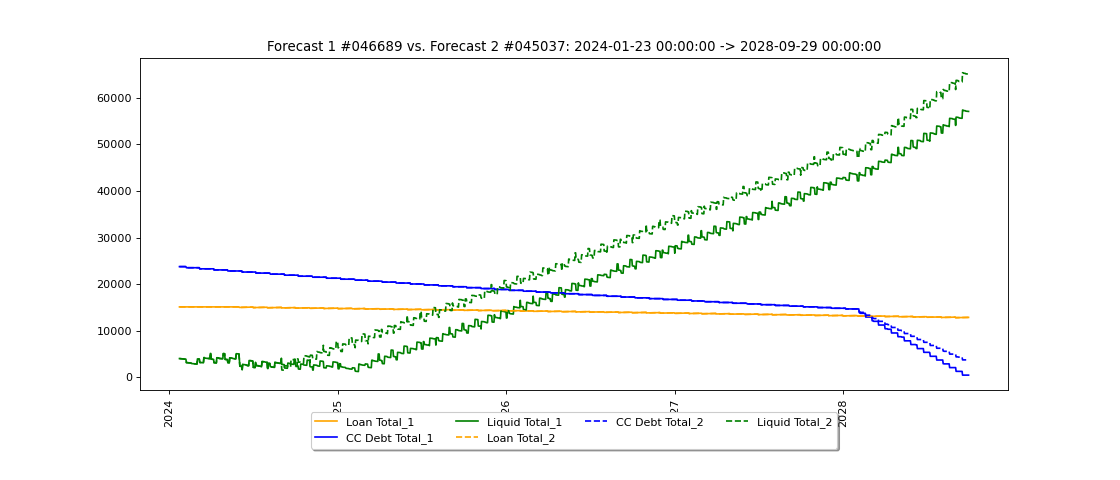 Forecast 1 #046689 vs. Forecast 2 #045037: 2024-01-23 00:00:00 -> 2028-09-29 00:00:00
60000
50000
40000
30000
20000
10000
0
2024
25
26
27
2028
Loan Total_1
Liquid Total_1
CC Debt Total_2
Liquid Total_2
CC Debt Total_1
Loan Total_2